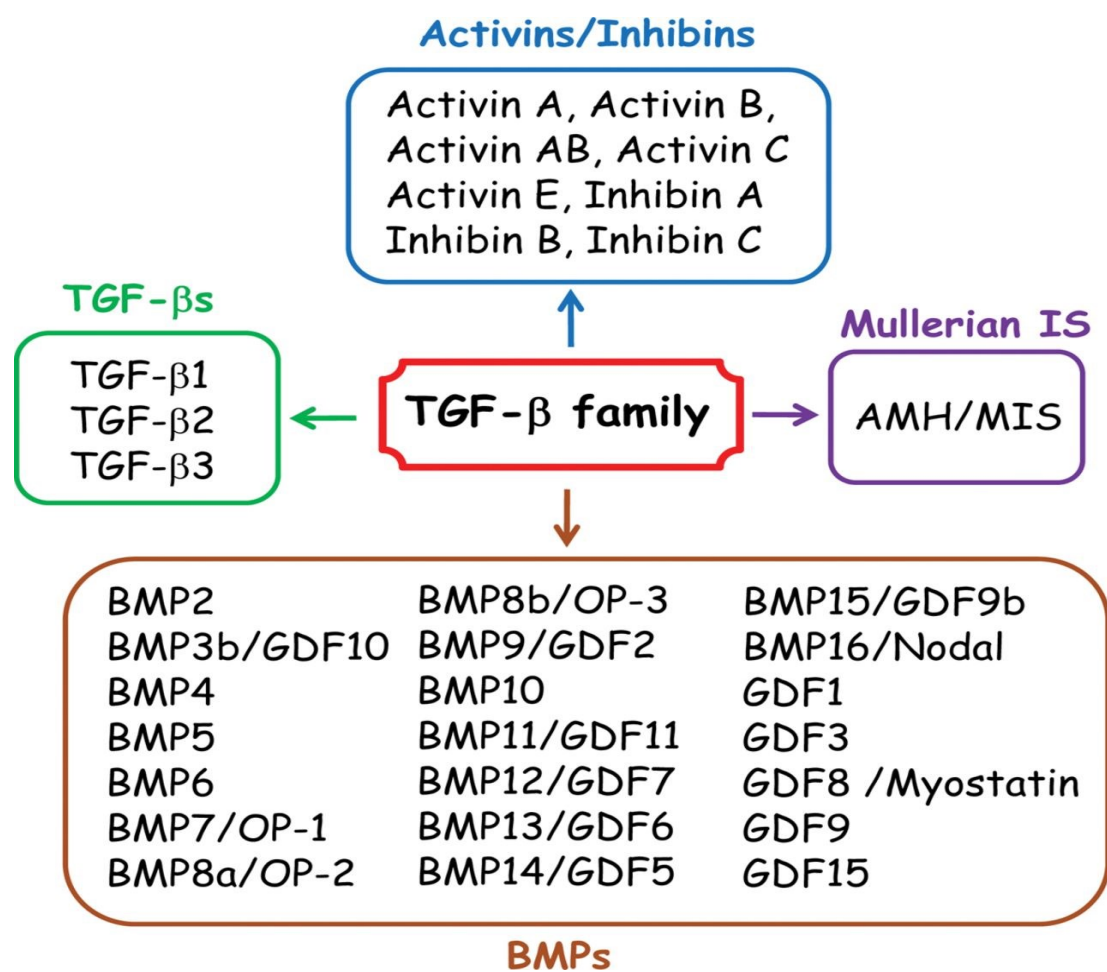 Activins/Inhibins
Activin A, Activin B,
Activin AB, Activin C
Activin E, Inhibin A
Inhibin B, Inhibin C
TGF-βs
TGF-β1
TGF-β2
TGF-β3
TGF-β family
Mullerian IS
AMH/MIS
BMP2
BMP3b/GDF10
BMP4
BMP5
BMP6
BMP7/OP-1
BMP8a/OP-2
BMP8b/OP-3
BMP9/GDF2
BMP10
BMP11/GDF11
BMP12/GDF7
BMP13/GDF6
BMP14/GDF5
BMP15/GDF9b
BMP16/Nodal
GDF1
GDF3
GDF8 /Myostatin
GDF9
GDF15
BMPs